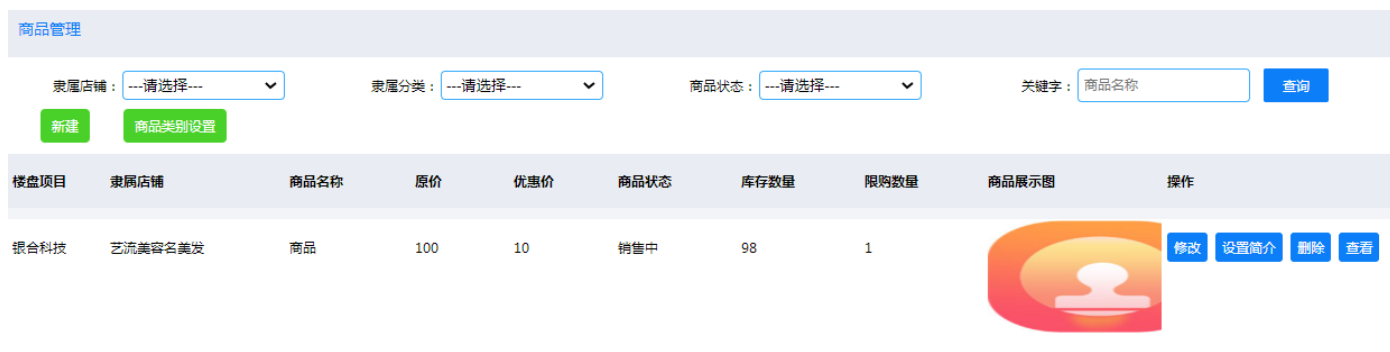 商品管理
隶属店铺： ---请选择--- 隶属分类： ---请选择--- 商品状态： ---请选择--- 关键字： 商品名称 查询
新建 商品类别设置
楼盘项目 隶属店铺 商品名称 原价 优惠价 商品状态 库存数量 限购数量 商品展示图 操作
银合科技 艺流美容名美发 商品 100 10 销售中 98 1 修改 设置简介 删除 查看